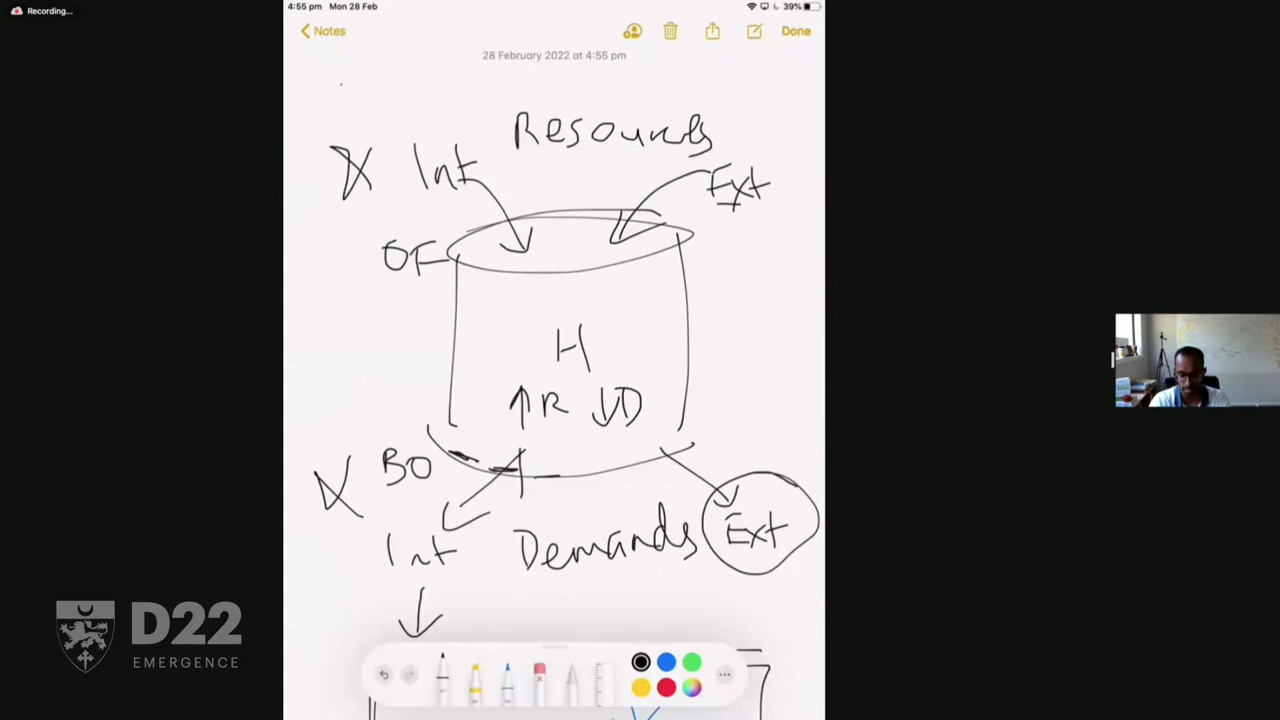 4:55 pm Mon 28 Feb 39%
Recording...
Notes Done
28 February 2022 at 4:55 pm
Resources
Int Ext
OF
H
↑R ↓D
BO
Int Demands Ext
D22
EMERGENCE